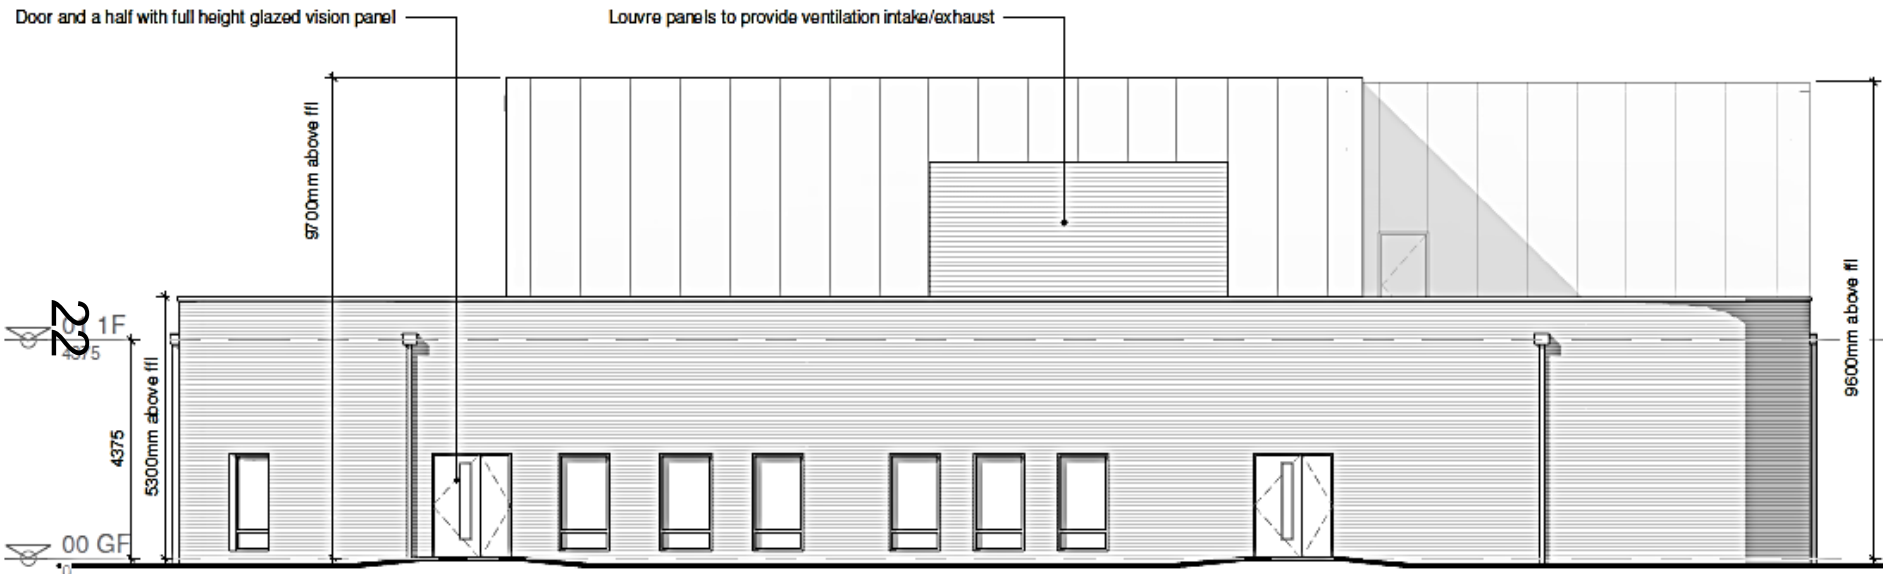 Door and a half with full height glazed vision panel
Louvre panels to provide ventilation intake/exhaust
9700mm above ffl
22
1F
4375
4375
5300mm above ffl
9600mm above ffl
00 GF
0